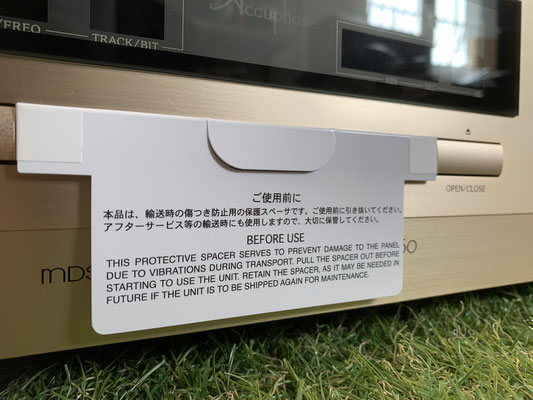 Accuphase
TRACK/BIT
OPEN/CLOSE
ご使用前に
本品は、輸送時の傷つき防止用の保護スペーサです。ご使用前に引き抜いてください。
アフターサービス等の輸送時にも使用しますので、大切に保管してください。
BEFORE USE
THIS PROTECTIVE SPACER SERVES TO PREVENT DAMAGE TO THE PANEL
DUE TO VIBRATIONS DURING TRANSPORT. PULL THE SPACER OUT BEFORE
STARTING TO USE THE UNIT. RETAIN THE SPACER, AS IT MAY BE NEEDED IN
FUTURE IF THE UNIT IS TO BE SHIPPED AGAIN FOR MAINTENANCE.